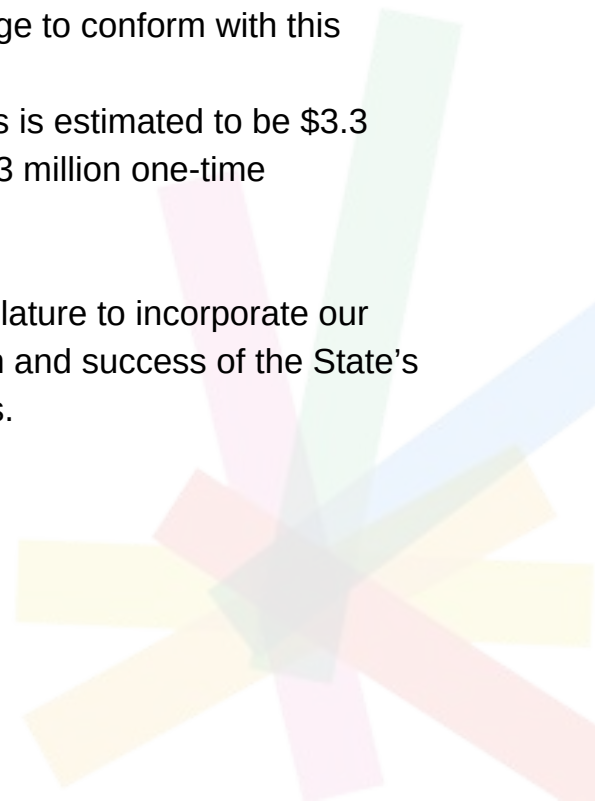 ge to conform with this
s is estimated to be $3.3
3 million one-time
lature to incorporate our
n and success of the State’s
s.